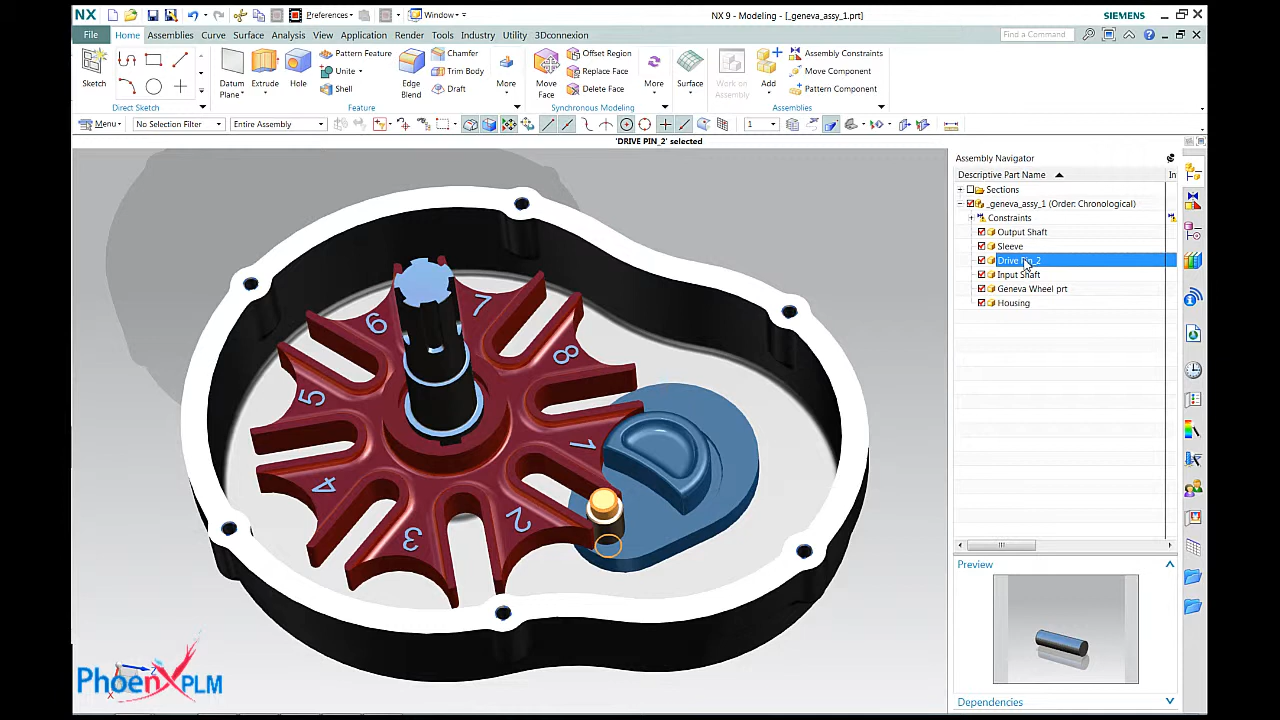 NX
Preferences
Window
NX 9 - Modeling - [_geneva_assy_1.prt]
SIEMENS
File
Home
Assemblies
Curve
Surface
Analysis
View
Application
Render
Tools
Industry
Utility
3Dconnexion
Find a Command
Sketch
Direct Sketch
Datum
Plane
Extrude
Hole
Pattern Feature
Unite
Shell
Edge
Blend
Chamfer
Trim Body
Draft
More
Feature
Move
Face
Offset Region
Replace Face
Delete Face
More
Synchronous Modeling
Surface
Work on
Assembly
Add
Assembly Constraints
Move Component
Pattern Component
Assemblies
Menu
No Selection Filter
Entire Assembly
1
'DRIVE PIN_2' selected
Assembly Navigator
Descriptive Part Name
In
Sections
_geneva_assy_1 (Order: Chronological)
Constraints
Output Shaft
Sleeve
Drive Pin_2
Input Shaft
Geneva Wheel prt
Housing
7
6
8
5
1
4
2
3
Preview
Dependencies
PhoenXPLM